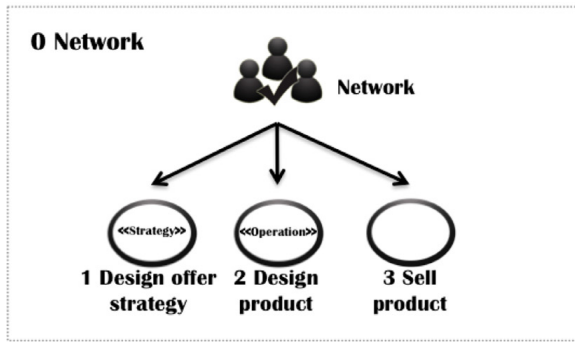 0 Network
Network
«Strategy»
«Operation»
1 Design offer
strategy
2 Design
product
3 Sell
product